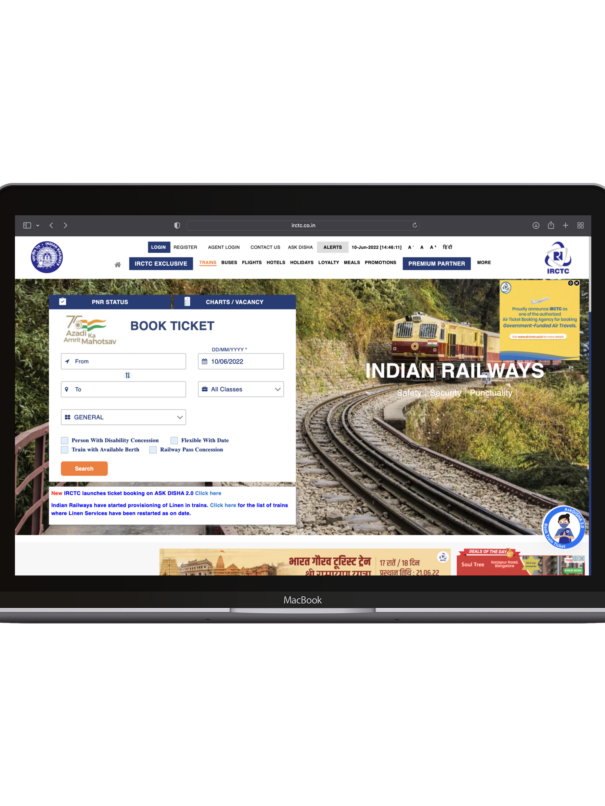 irctc.co.in
LOGIN REGISTER AGENT LOGIN CONTACT US ASK DISHA ALERTS 10-Jun-2022 [14:46:11] A- A A+ हिंदी
IRCTC EXCLUSIVE TRAINS BUSES FLIGHTS HOTELS HOLIDAYS LOYALTY MEALS PROMOTIONS PREMIUM PARTNER MORE
IRCTC
PNR STATUS CHARTS / VACANCY
75
Azadi Ka
Amrit Mahotsav
BOOK TICKET
DD/MM/YYYY *
From
10/06/2022
To
All Classes
GENERAL
Person With Disability Concession Flexible With Date
Train with Available Berth Railway Pass Concession
Search
New IRCTC launches ticket booking on ASK DISHA 2.0 Click here
Indian Railways have started provisioning of Linen in trains. Click here for the list of trains
where Linen Services have been restarted as on date.
Proudly announce IRCTC as
one of the authorized
Air Ticket Booking Agency for booking
Government-Funded Air Travels.
INDIAN RAILWAYS
Safety Security Punctuality
भारत गौरव टूरिस्ट ट्रेन
श्री रामायण यात्रा
17 रातें / 18 दिन
प्रस्थान तिथि : 21.06.22
DEALS OF THE DAY
Soul Tree
MacBook